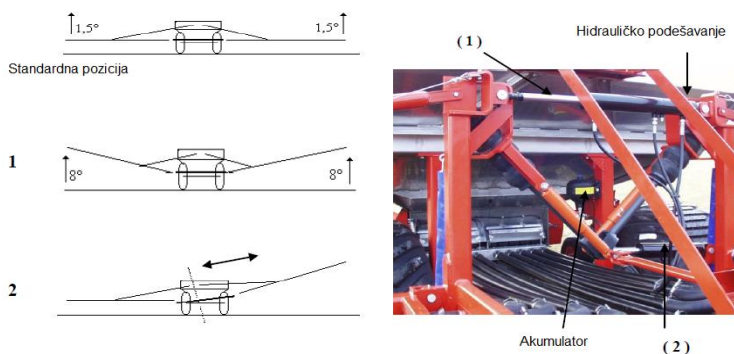 1,5° 1,5°
Standardna pozicija
1
8° 8°
2
Hidrauličko podešavanje
( 1 )
Akumulator
( 2 )